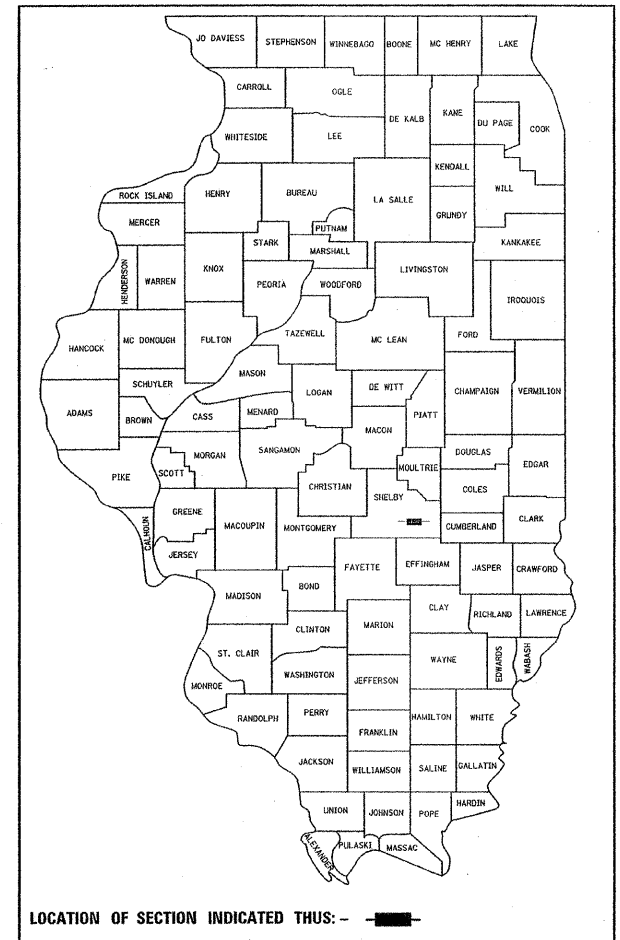 JO DAVIESS STEPHENSON WINNEBAGO BOONE MC HENRY LAKE
CARROLL OGLE DE KALB KANE DU PAGE COOK
WHITESIDE LEE KENDALL WILL
ROCK ISLAND HENRY BUREAU LA SALLE GRUNDY
MERCER PUTNAM KANKAKEE
STARK MARSHALL
HENDERSON WARREN KNOX PEORIA WOODFORD LIVINGSTON IROQUOIS
HANCOCK MC DONOUGH FULTON TAZEWELL MC LEAN FORD
MASON
SCHUYLER LOGAN DE WITT CHAMPAIGN VERMILION
ADAMS BROWN CASS MENARD PIATT
MACON
MORGAN SANGAMON DOUGLAS
PIKE SCOTT CHRISTIAN MOULTRIE EDGAR
SHELBY COLES
GREENE MACOUPIN MONTGOMERY CUMBERLAND CLARK
CALHOUN JERSEY
FAYETTE EFFINGHAM JASPER CRAWFORD
MADISON BOND
CLAY RICHLAND LAWRENCE
CLINTON MARION
ST. CLAIR WAYNE EDWARDS WABASH
WASHINGTON JEFFERSON
MONROE
RANDOLPH PERRY HAMILTON WHITE
FRANKLIN
JACKSON WILLIAMSON SALINE GALLATIN
UNION JOHNSON POPE HARDIN
ALEXANDER PULASKI MASSAC
LOCATION OF SECTION INDICATED THUS: -